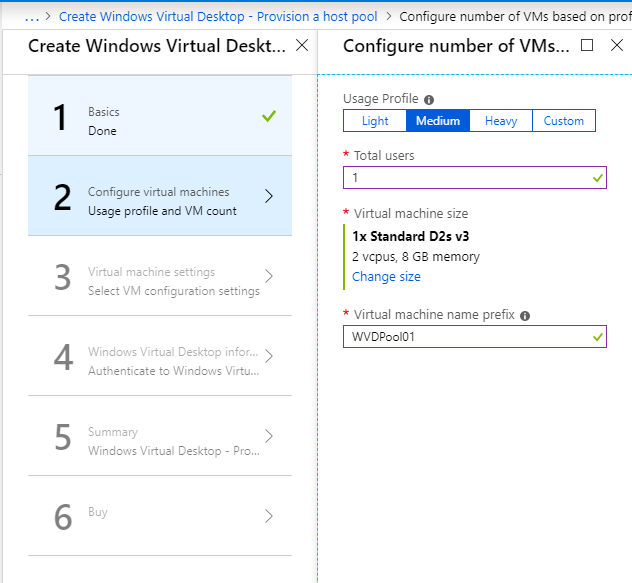 ... > Create Windows Virtual Desktop - Provision a host pool > Configure number of VMs based on prof
Create Windows Virtual Deskt...
1
Basics
Done
2
Configure virtual machines
Usage profile and VM count
3
Virtual machine settings
Select VM configuration settings
4
Windows Virtual Desktop infor...
Authenticate to Windows Virtu...
5
Summary
Windows Virtual Desktop - Pro...
6
Buy
Configure number of VMs...
Usage Profile
Light Medium Heavy Custom
* Total users
1
* Virtual machine size
1x Standard D2s v3
2 vcpus, 8 GB memory
Change size
* Virtual machine name prefix
WVDPool01